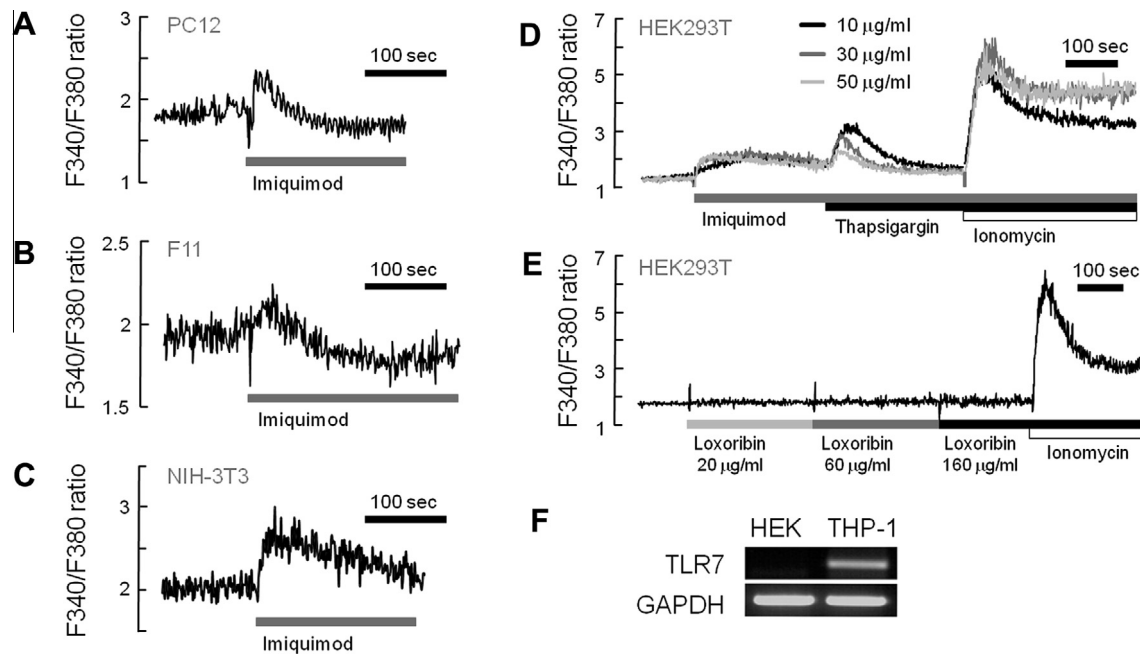 A
PC12
F340/F380 ratio
3
2
1
100 sec
Imiquimod
B
F11
F340/F380 ratio
2.5
2
1.5
100 sec
Imiquimod
C
NIH-3T3
F340/F380 ratio
3
2
100 sec
Imiquimod
D
HEK293T
F340/F380 ratio
7
5
3
1
10 µg/ml
30 µg/ml
50 µg/ml
100 sec
Imiquimod
Thapsigargin
Ionomycin
E
HEK293T
F340/F380 ratio
7
5
3
1
100 sec
Loxoribin
20 µg/ml
Loxoribin
60 µg/ml
Loxoribin
160 µg/ml
Ionomycin
F
HEK THP-1
TLR7
GAPDH